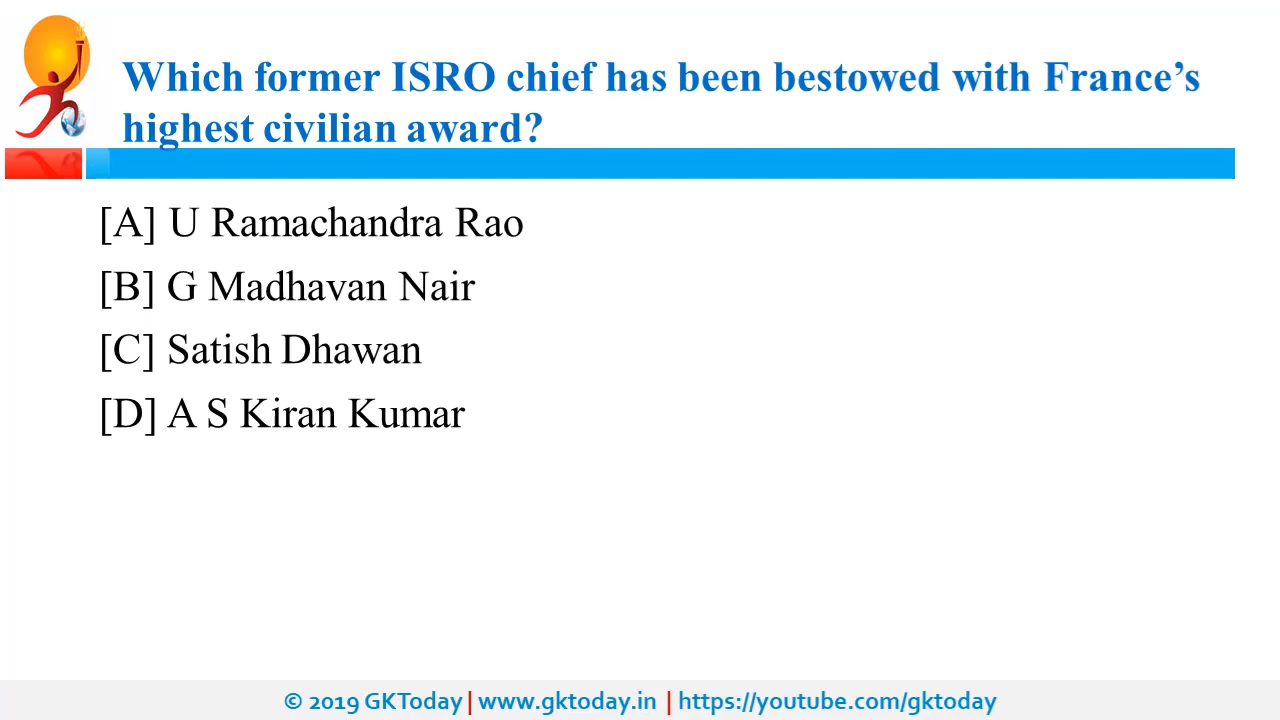 Which former ISRO chief has been bestowed with France’s
highest civilian award?
[A] U Ramachandra Rao
[B] G Madhavan Nair
[C] Satish Dhawan
[D] A S Kiran Kumar
© 2019 GKToday | www.gktoday.in | https://youtube.com/gktoday